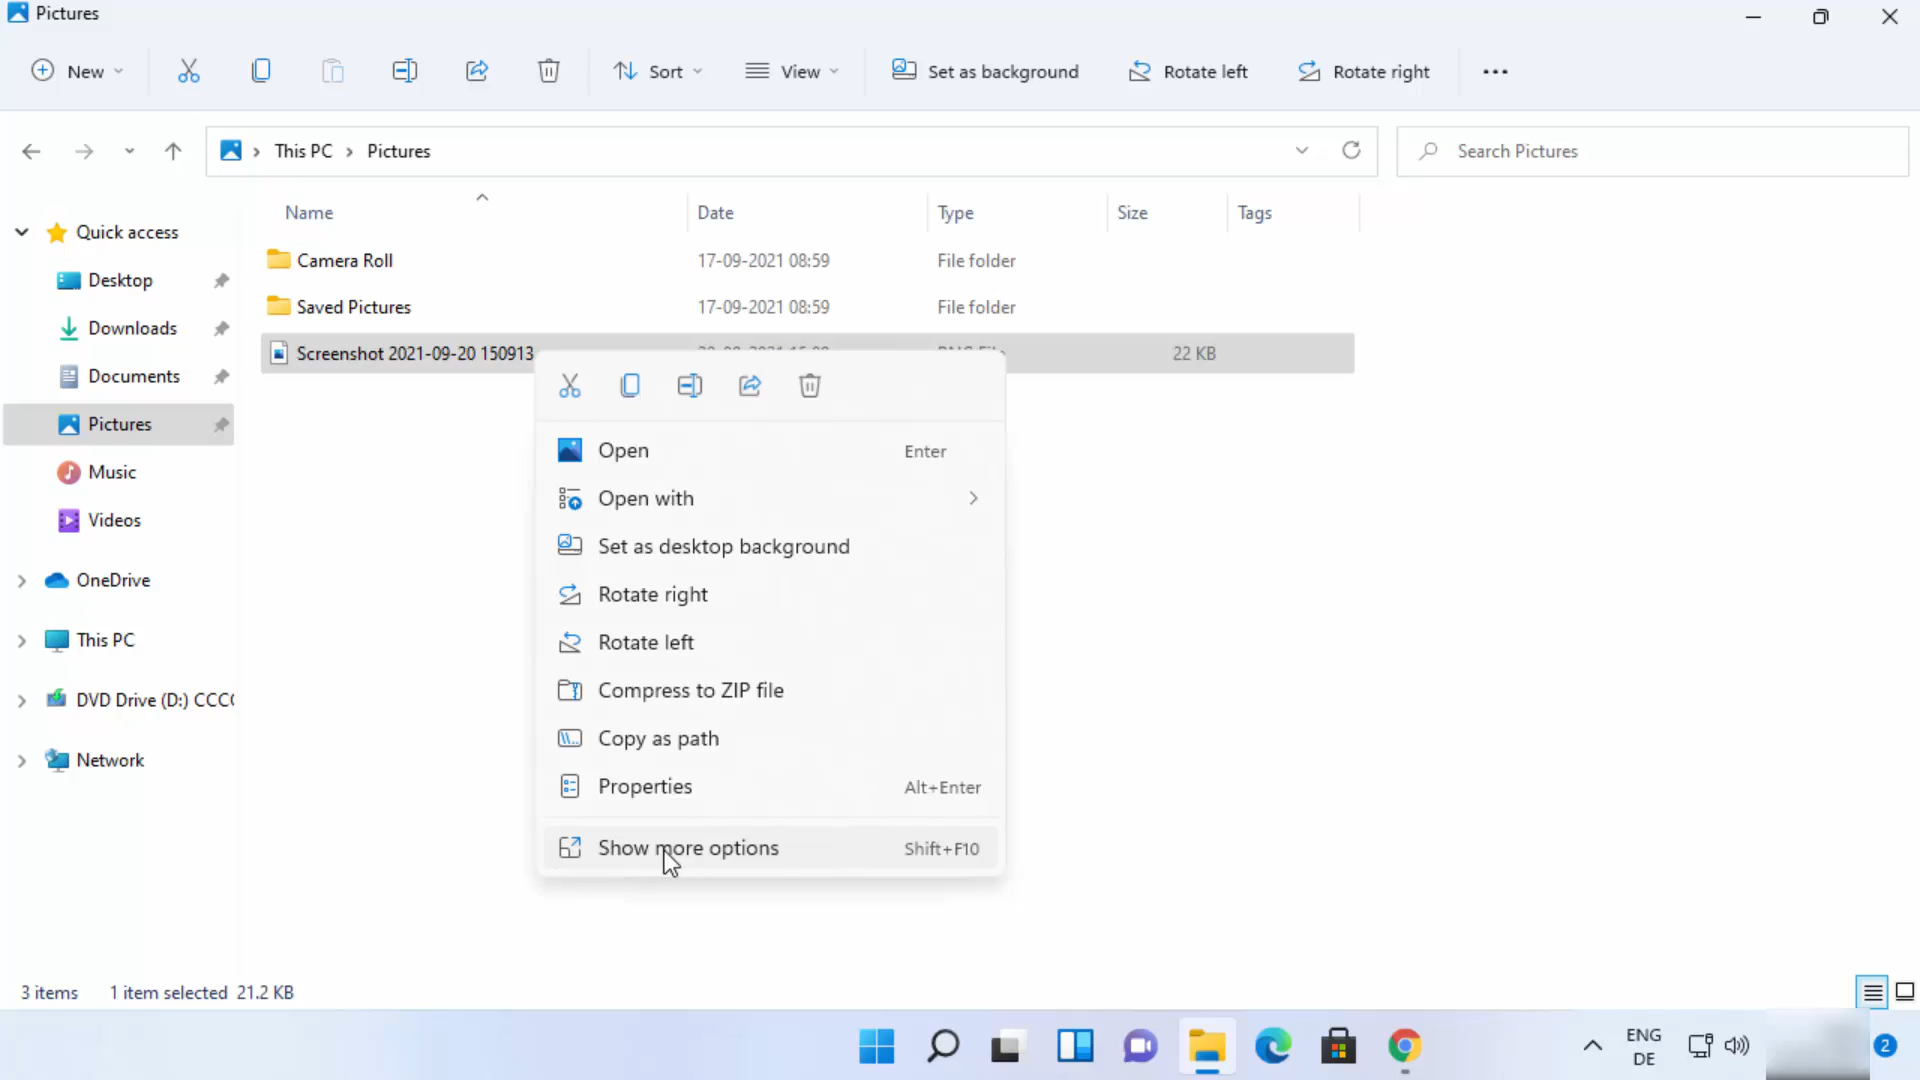 Pictures
New
Sort
View
Set as background
Rotate left
Rotate right
This PC
Pictures
Search Pictures
Name
Date
Type
Size
Tags
Quick access
Desktop
Downloads
Documents
Pictures
Music
Videos
OneDrive
This PC
DVD Drive (D:) CCC
Network
Camera Roll
17-09-2021 08:59
File folder
Saved Pictures
17-09-2021 08:59
File folder
Screenshot 2021-09-20 150913
22 KB
Open
Enter
Open with
Set as desktop background
Rotate right
Rotate left
Compress to ZIP file
Copy as path
Properties
Alt+Enter
Show more options
Shift+F10
3 items
1 item selected 21.2 KB
ENG
DE
2